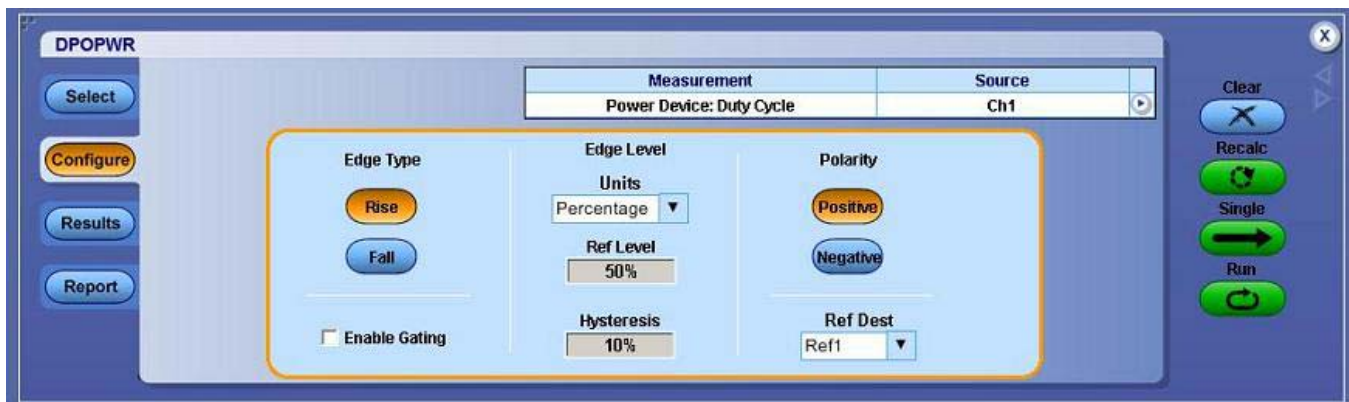 DPOPWR
X
Select
Configure
Results
Report
Measurement Source
Power Device: Duty Cycle Ch1
Edge Type
Rise
Fall
Enable Gating
Edge Level
Units
Percentage
Ref Level
50%
Hysteresis
10%
Polarity
Positive
Negative
Ref Dest
Ref1
Clear
Recalc
Single
Run